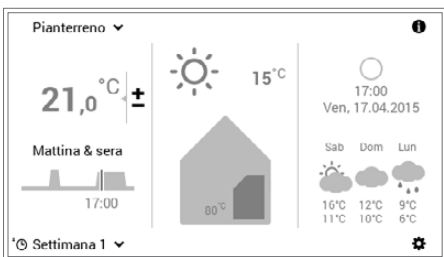 Pianterreno
21,0 °C ±
Mattina & sera
17:00
Settimana 1
15°C
60°C
17:00
Ven, 17.04.2015
Sab Dom Lun
16°C 12°C 9°C
11°C 10°C 6°C